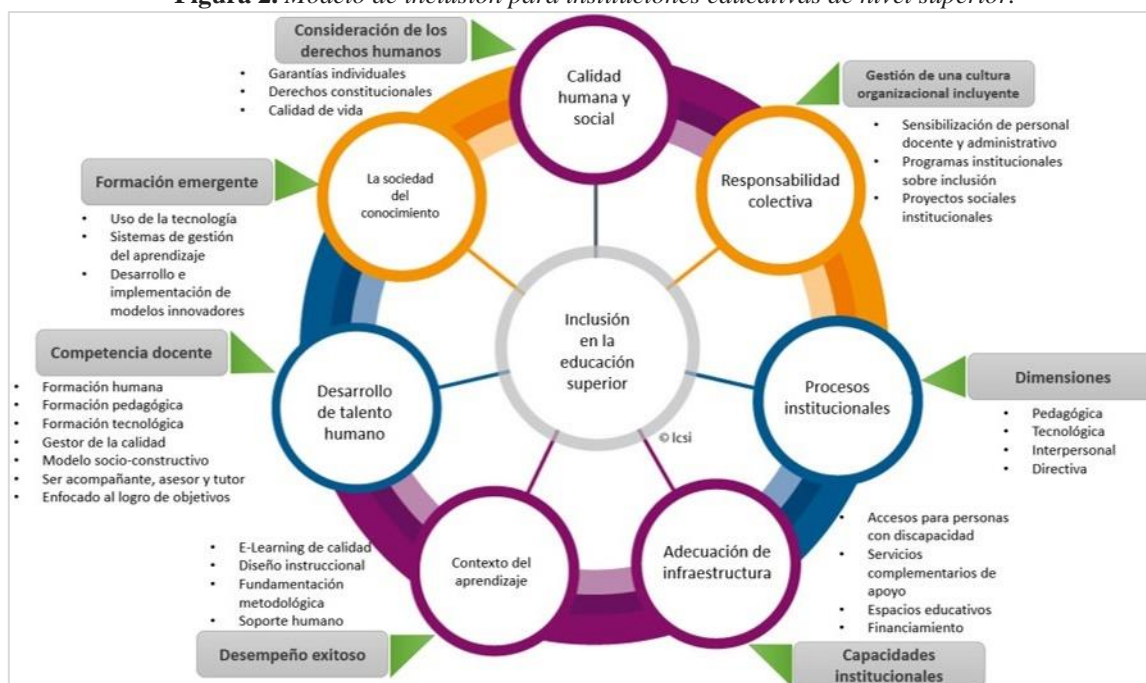 Figura 2. Modelo de inclusión para instituciones educativas de nivel superior.
Consideración de los
derechos humanos
• Garantías individuales
• Derechos constitucionales
• Calidad de vida
Calidad
humana y
social
Gestión de una cultura
organizacional incluyente
• Sensibilización de personal
docente y administrativo
• Programas institucionales
sobre inclusión
• Proyectos sociales
institucionales
Responsabilidad
colectiva
La sociedad
del
conocimiento
Formación emergente
• Uso de la tecnología
• Sistemas de gestión
del aprendizaje
• Desarrollo e
implementación de
modelos innovadores
Inclusión
en la
educación
superior
© lcsi
Procesos
institucionales
Dimensiones
• Pedagógica
• Tecnológica
• Interpersonal
• Directiva
Competencia docente
• Formación humana
• Formación pedagógica
• Formación tecnológica
• Gestor de la calidad
• Modelo socio-constructivo
• Ser acompañante, asesor y tutor
• Enfocado al logro de objetivos
Desarrollo
de talento
humano
• E-Learning de calidad
• Diseño instruccional
• Fundamentación
metodológica
• Soporte humano
Desempeño exitoso
Contexto del
aprendizaje
Adecuación de
infraestructura
• Accesos para personas
con discapacidad
• Servicios
complementarios de
apoyo
• Espacios educativos
• Financiamiento
Capacidades
institucionales